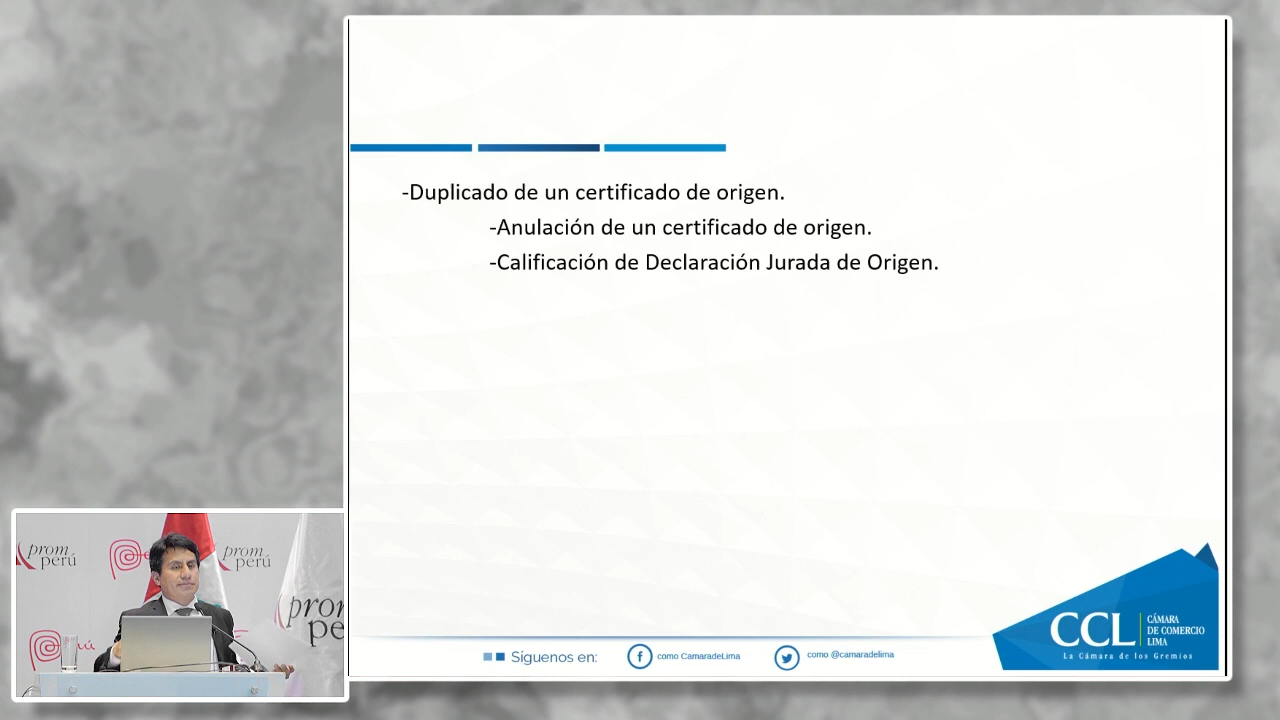 -Duplicado de un certificado de origen.
-Anulación de un certificado de origen.
-Calificación de Declaración Jurada de Origen.
prom
perú
prom
perú
prom
pe
Síguenos en:
como CamaradeLima
como @camaradelima
CCL
CÁMARA
DE COMERCIO
LIMA
La Cámara de los Gremios